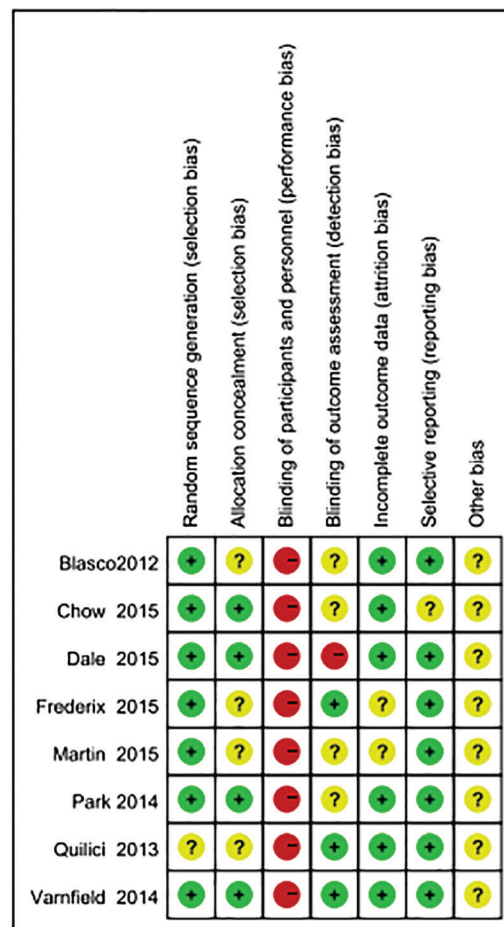 Random sequence generation (selection bias)
Allocation concealment (selection bias)
Blinding of participants and personnel (performance bias)
Blinding of outcome assessment (detection bias)
Incomplete outcome data (attrition bias)
Selective reporting (reporting bias)
Other bias
Blasco2012 + ? - ? + + ?
Chow 2015 + + - ? + ? ?
Dale 2015 + + - - + + ?
Frederix 2015 + ? - + ? + ?
Martin 2015 + ? - ? ? + ?
Park 2014 + + - ? + + ?
Quilici 2013 ? ? - + + + ?
Varnfield 2014 + + - + + + ?